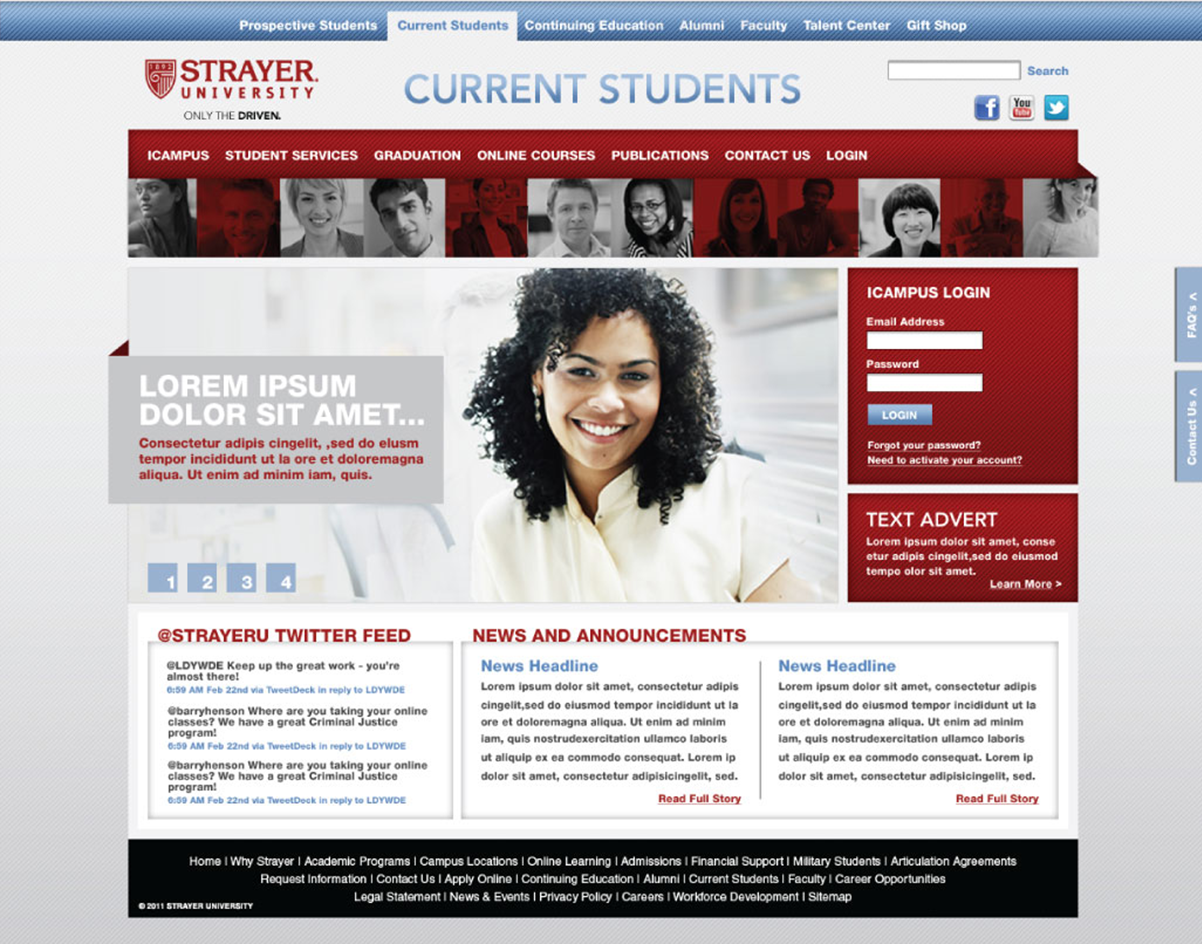 Prospective Students Current Students Continuing Education Alumni Faculty Talent Center Gift Shop
1892
STRAYER
UNIVERSITY
ONLY THE DRIVEN.
CURRENT STUDENTS
Search
f You Tube
ICAMPUS STUDENT SERVICES GRADUATION ONLINE COURSES PUBLICATIONS CONTACT US LOGIN
LOREM IPSUM
DOLOR SIT AMET...
Consectetur adipis cingelit, ,sed do elusm
tempor incididunt ut la ore et doloremagna
aliqua. Ut enim ad minim iam, quis.
1 2 3 4
ICAMPUS LOGIN
Email Address
Password
LOGIN
Forgot your password?
Need to activate your account?
TEXT ADVERT
Lorem ipsum dolor sit amet, conse
etur adipis cingelit,sed do eiusmod
tempo olor sit amet.
Learn More >
FAQ's <
Contact Us <
@STRAYERU TWITTER FEED
@LDYWDE Keep up the great work - you're
almost there!
6:59 AM Feb 22nd via TweetDeck in reply to LDYWDE
@barryhenson Where are you taking your online
classes? We have a great Criminal Justice
program!
6:59 AM Feb 22nd via TweetDeck in reply to LDYWDE
@barryhenson Where are you taking your online
classes? We have a great Criminal Justice
program!
6:59 AM Feb 22nd via TweetDeck in reply to LDYWDE
NEWS AND ANNOUNCEMENTS
News Headline
Lorem ipsum dolor sit amet, consectetur adipis
cingelit,sed do eiusmod tempor incididunt ut la
ore et doloremagna aliqua. Ut enim ad minim
iam, quis nostrudexercitation ullamco laboris
ut aliquip ex ea commodo consequat. Lorem ip
dolor sit amet, consectetur adipisicingelit, sed.
Read Full Story
News Headline
Lorem ipsum dolor sit amet, consectetur adipis
cingelit,sed do eiusmod tempor incididunt ut la
ore et doloremagna aliqua. Ut enim ad minim
iam, quis nostrudexercitation ullamco laboris
ut aliquip ex ea commodo consequat. Lorem ip
dolor sit amet, consectetur adipisicingelit, sed.
Read Full Story
Home | Why Strayer | Academic Programs | Campus Locations | Online Learning | Admissions | Financial Support | Military Students | Articulation Agreements
Request Information | Contact Us | Apply Online | Continuing Education | Alumni | Current Students | Faculty | Career Opportunities
Legal Statement | News & Events | Privacy Policy | Careers | Workforce Development | Sitemap
© 2011 STRAYER UNIVERSITY